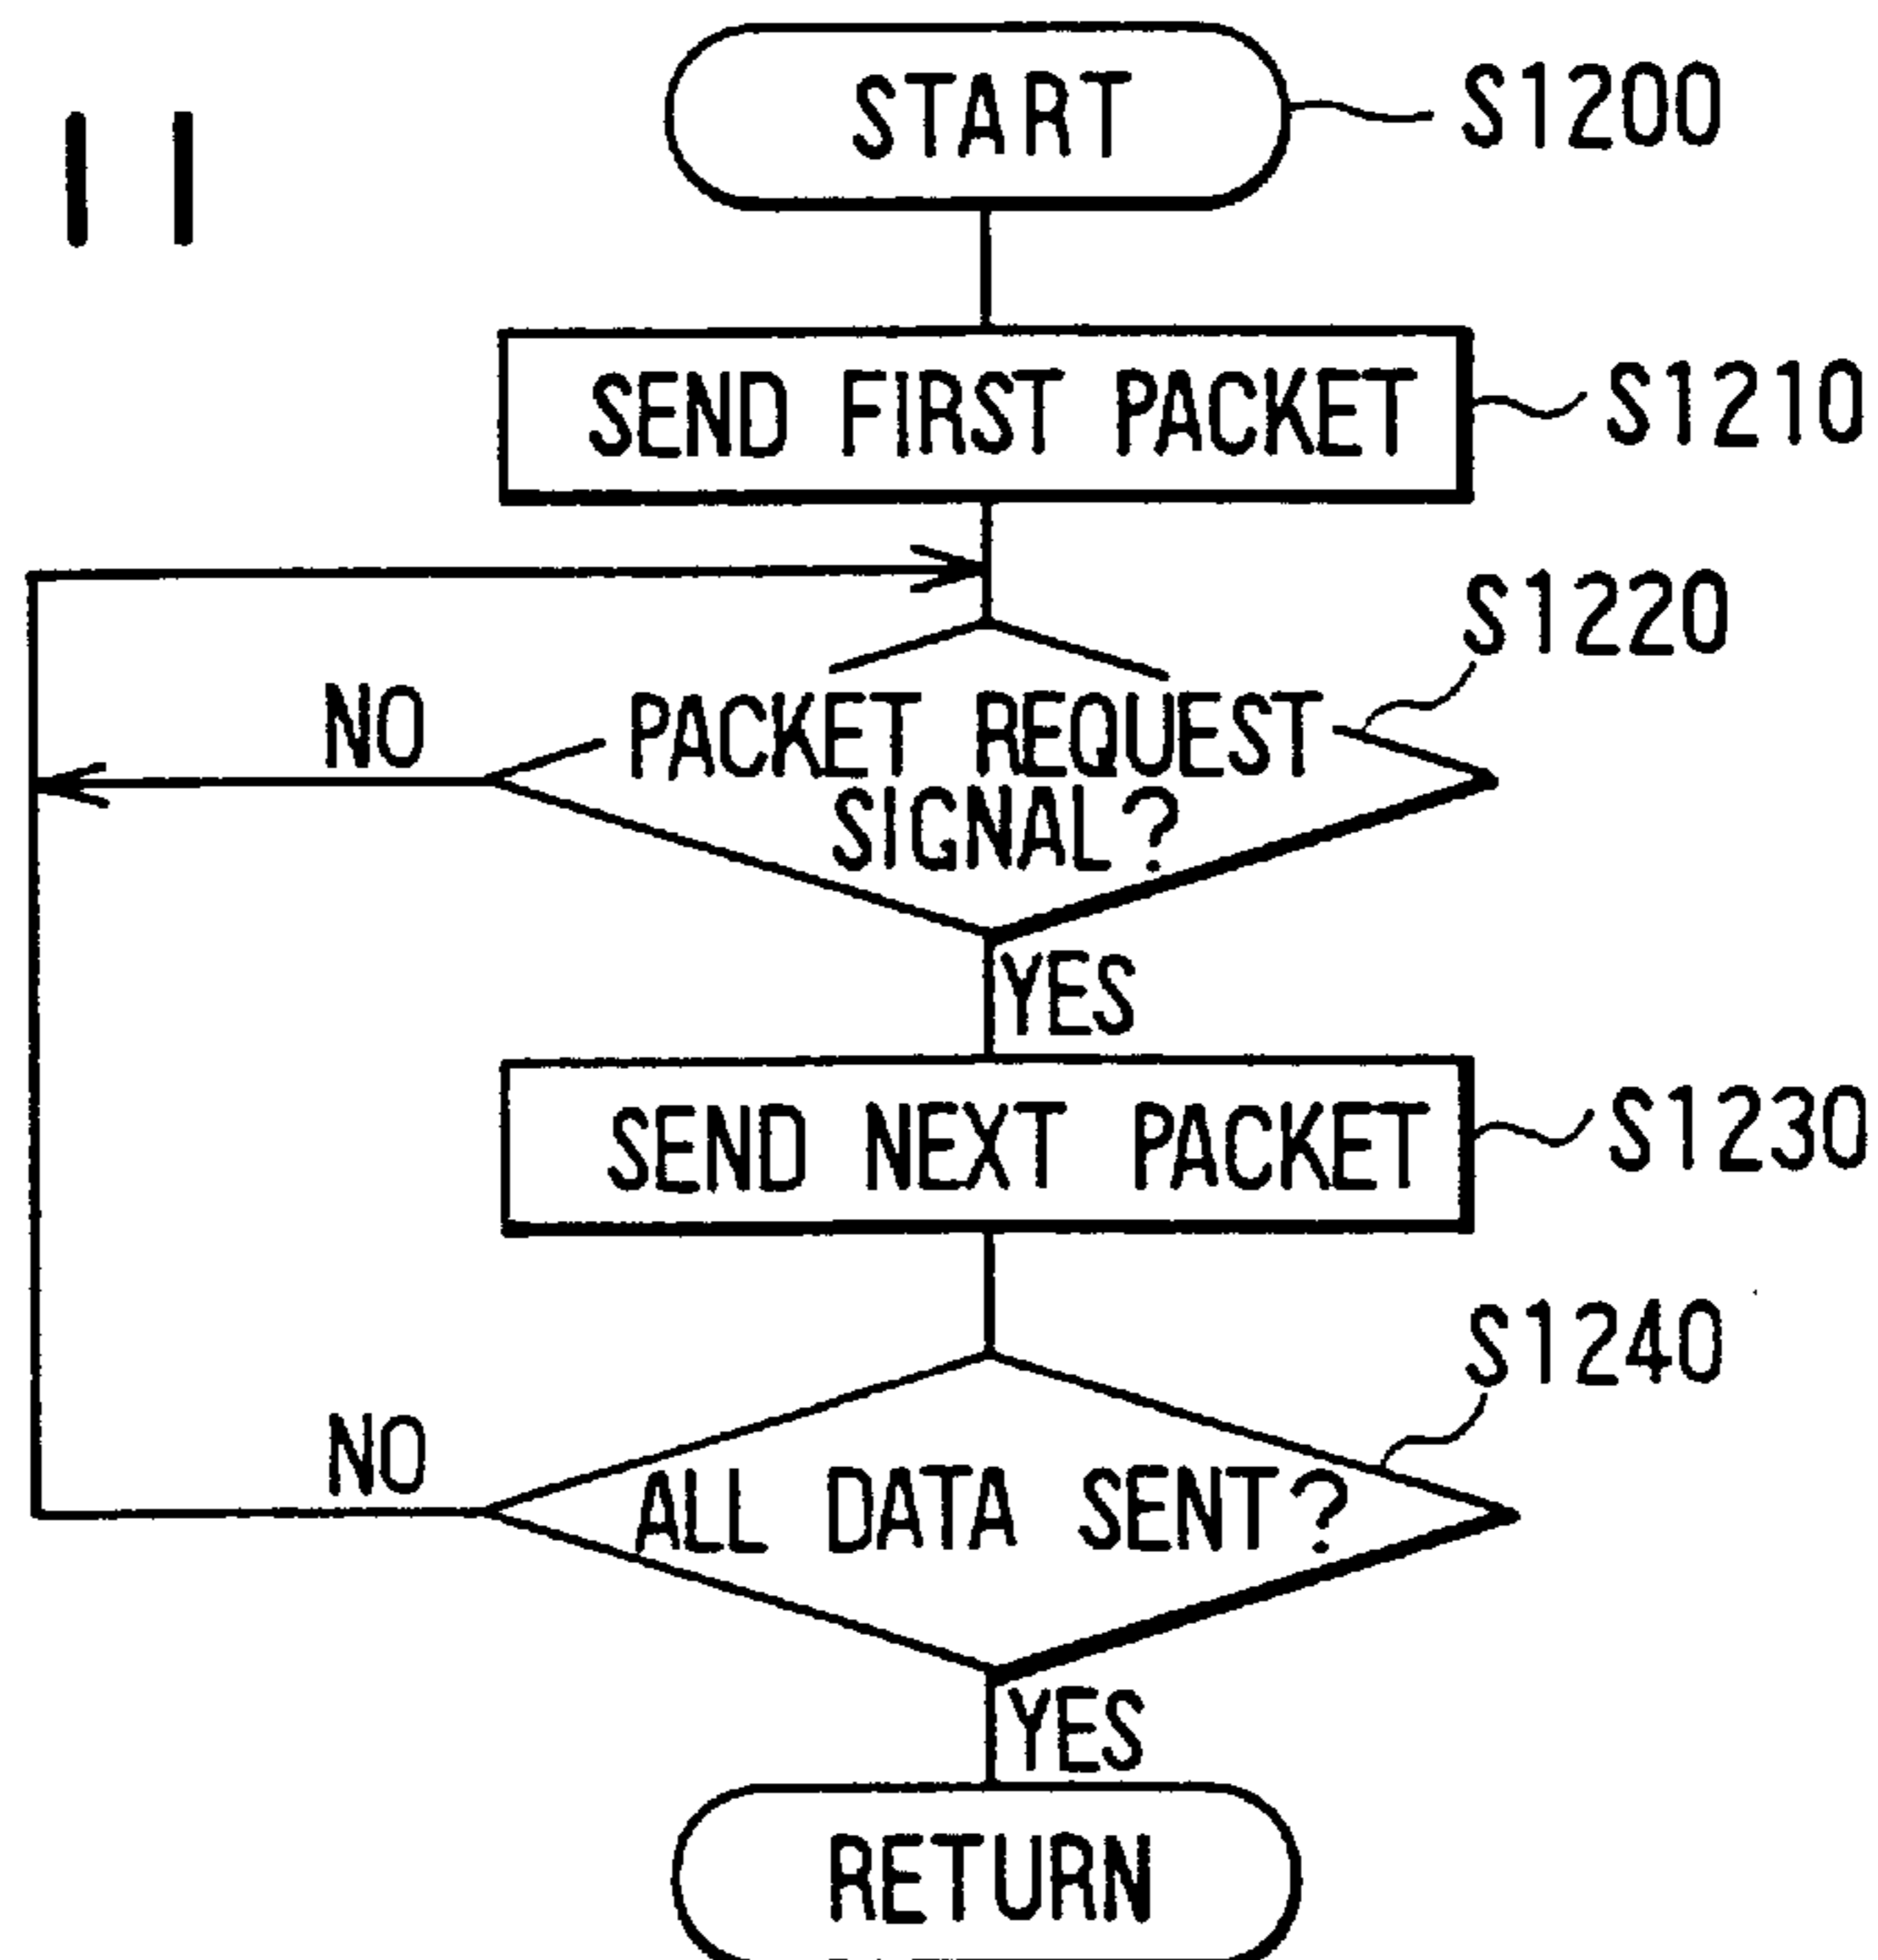 11
START
S1200
SEND FIRST PACKET
S1210
S1220
NO
PACKET REQUEST
SIGNAL?
YES
SEND NEXT PACKET
S1230
S1240
NO
ALL DATA SENT?
YES
RETURN